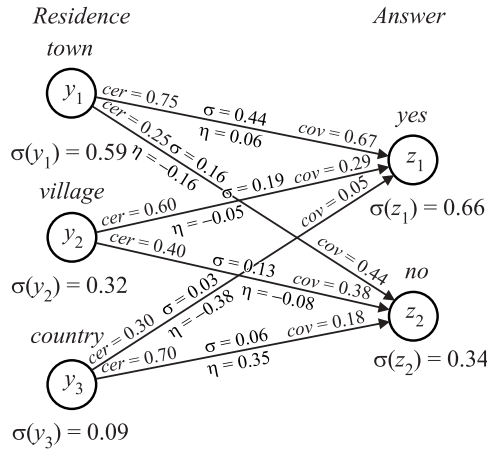 Residence Answer
town
y1
cer = 0.75 σ = 0.44 cov = 0.67
η = 0.06
yes
z1
cer = 0.25 σ = 0.16 cov = 0.44
η = –0.16
σ(y1) = 0.59
σ(z1) = 0.66
village
y2
cer = 0.60 σ = 0.19 cov = 0.29
η = –0.05
cer = 0.40 σ = 0.13 cov = 0.38
η = –0.08
σ(y2) = 0.32
no
z2
σ(z2) = 0.34
country
y3
cer = 0.30 σ = 0.03 cov = 0.05
η = –0.38
cer = 0.70 σ = 0.06 cov = 0.18
η = 0.35
σ(y3) = 0.09